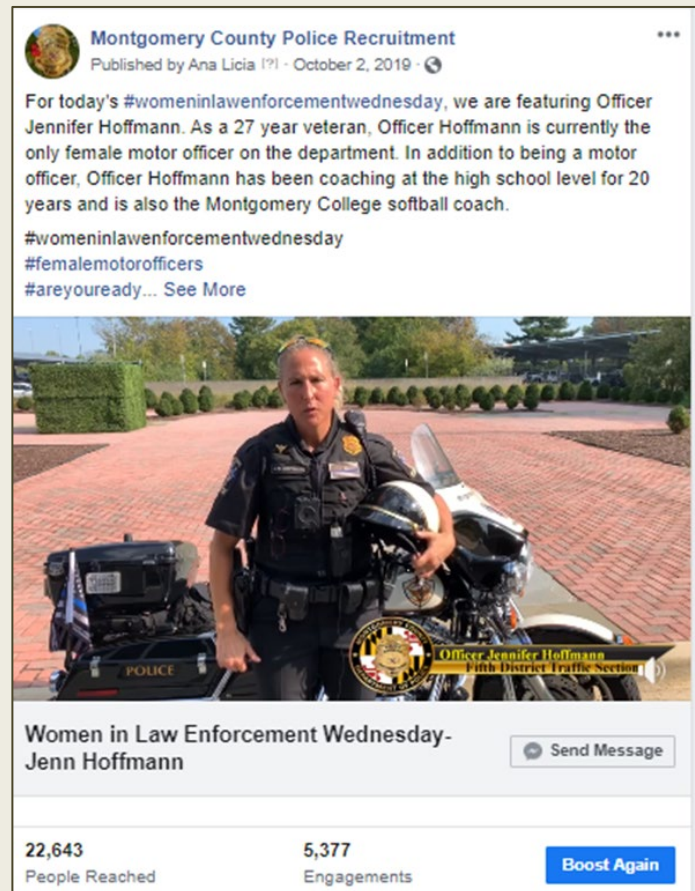 Montgomery County Police Recruitment
Published by Ana Licia [?] · October 2, 2019 ·
For today's #womeninlawenforcementwednesday, we are featuring Officer
Jennifer Hoffmann. As a 27 year veteran, Officer Hoffmann is currently the
only female motor officer on the department. In addition to being a motor
officer, Officer Hoffmann has been coaching at the high school level for 20
years and is also the Montgomery College softball coach.
#womeninlawenforcementwednesday
#femalemotorofficers
#areyouready... See More
POLICE
Officer Jennifer Hoffmann
Fifth District Traffic Section
Women in Law Enforcement Wednesday-
Jenn Hoffmann
Send Message
22,643
People Reached
5,377
Engagements
Boost Again